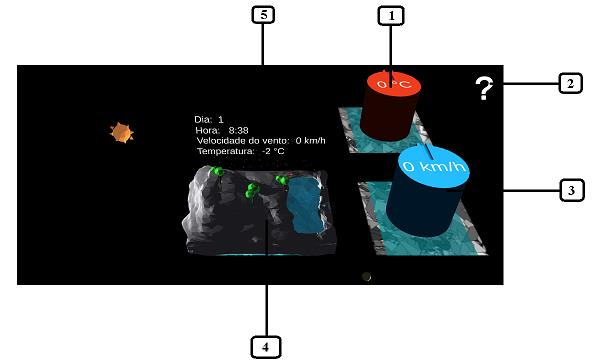 5
1
0 °C
?
2
Dia: 1
Hora: 8:38
Velocidade do vento: 0 km/h
Temperatura: -2 °C
0 km/h
3
4